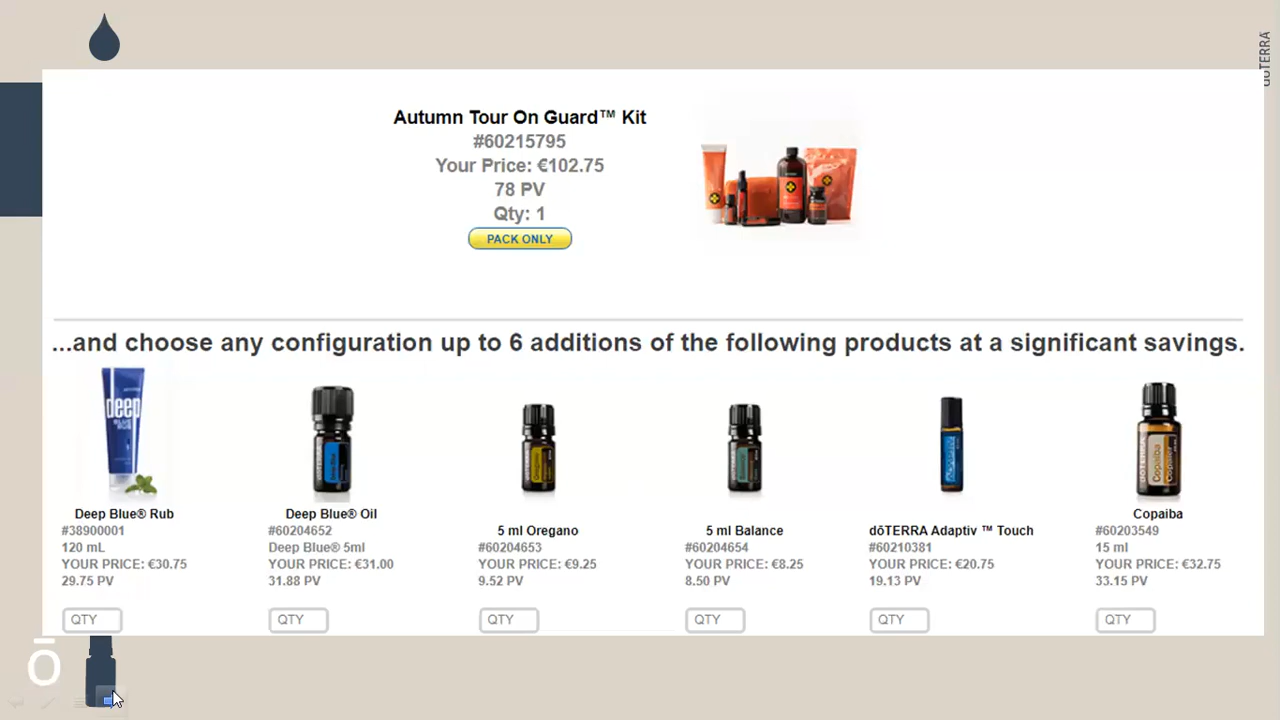 dōTERRA
Autumn Tour On Guard™ Kit
#60215795
Your Price: €102.75
78 PV
Qty: 1
PACK ONLY
...and choose any configuration up to 6 additions of the following products at a significant savings.
deep
BLUE RUB
Oregano
Copaiba
Deep Blue® Rub
#38900001
120 mL
YOUR PRICE: €30.75
29.75 PV
QTY
Deep Blue® Oil
#60204652
Deep Blue® 5ml
YOUR PRICE: €31.00
31.88 PV
QTY
5 ml Oregano
#60204653
YOUR PRICE: €9.25
9.52 PV
QTY
5 ml Balance
#60204654
YOUR PRICE: €8.25
8.50 PV
QTY
dōTERRA Adaptiv ™ Touch
#60210381
YOUR PRICE: €20.75
19.13 PV
QTY
Copaiba
#60203549
15 ml
YOUR PRICE: €32.75
33.15 PV
QTY
ō